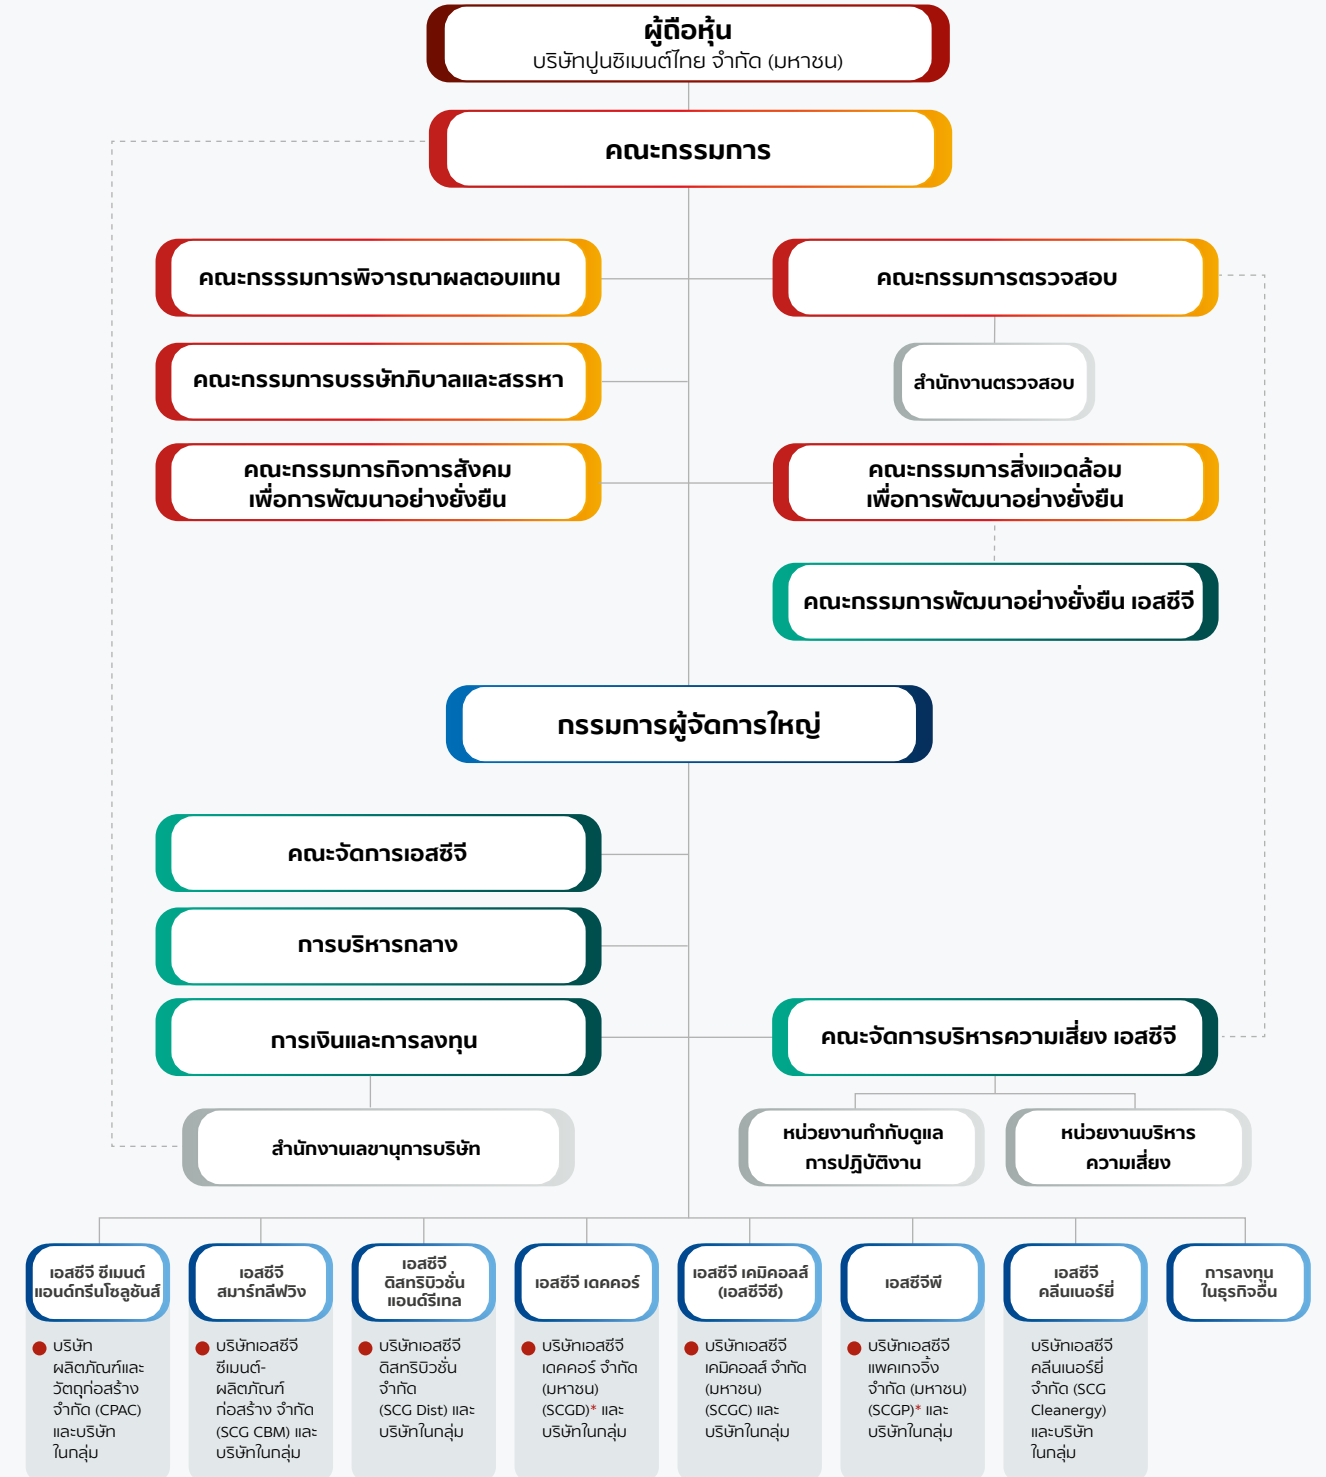 ผู้ถือหุ้น
บริษัทปูนซิเมนต์ไทย จำกัด (มหาชน)
คณะกรรมการ
คณะกรรรมการพิจารณาผลตอบแทน
คณะกรรมการตรวจสอบ
คณะกรรมการบรรษัทภิบาลและสรรหา
สำนักงานตรวจสอบ
คณะกรรมการกิจการสังคม
เพื่อการพัฒนาอย่างยั่งยืน
คณะกรรมการสิ่งแวดล้อม
เพื่อการพัฒนาอย่างยั่งยืน
คณะกรรมการพัฒนาอย่างยั่งยืน เอสซีจี
กรรมการผู้จัดการใหญ่
คณะจัดการเอสซีจี
การบริหารกลาง
การเงินและการลงทุน
คณะจัดการบริหารความเสี่ยง เอสซีจี
สำนักงานเลขานุการบริษัท
หน่วยงานกำกับดูแล
การปฏิบัติงาน
หน่วยงานบริหาร
ความเสี่ยง
เอสซีจี ซีเมนต์
แอนด์กรีนโซลูชันส์
เอสซีจี
สมาร์ทลีฟวิง
เอสซีจี
ดิสทริบิวชั่น
แอนด์รีเทล
เอสซีจี เดคคอร์
เอสซีจี เคมิคอลส์
(เอสซีจีซี)
เอสซีจีพี
เอสซีจี
คลีนเนอร์ยี่
การลงทุน
ในธุรกิจอื่น
บริษัท
ผลิตภัณฑ์และ
วัตถุก่อสร้าง
จำกัด (CPAC)
และบริษัท
ในกลุ่ม
บริษัทเอสซีจี
ซีเมนต์-
ผลิตภัณฑ์
ก่อสร้าง จำกัด
(SCG CBM) และ
บริษัทในกลุ่ม
บริษัทเอสซีจี
ดิสทริบิวชั่น
จำกัด
(SCG Dist) และ
บริษัทในกลุ่ม
บริษัทเอสซีจี
เดคคอร์ จำกัด
(มหาชน)
(SCGD)* และ
บริษัทในกลุ่ม
บริษัทเอสซีจี
เคมิคอลส์ จำกัด
(มหาชน)
(SCGC) และ
บริษัทในกลุ่ม
บริษัทเอสซีจี
แพคเกจจิ้ง
จำกัด (มหาชน)
(SCGP)* และ
บริษัทในกลุ่ม
บริษัทเอสซีจี
คลีนเนอร์ยี่
จำกัด (SCG
Cleanergy)
และบริษัท
ในกลุ่ม